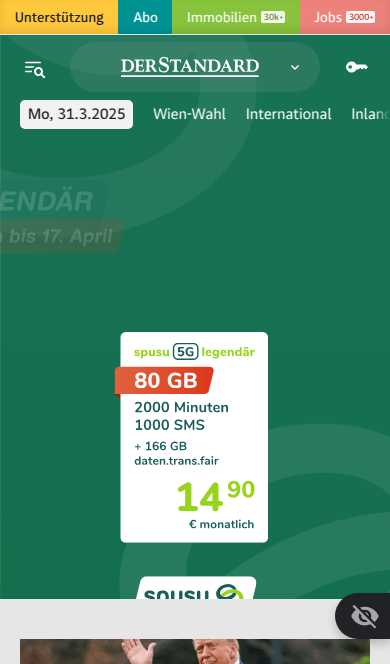 Unterstützung Abo Immobilien 30k+ Jobs 3000+
DERSTANDARD
Mo, 31.3.2025 Wien-Wahl International
ENDÄR
bis 17. April
spusu 5G legendär
80 GB
2000 Minuten
1000 SMS
+ 166 GB
daten.trans.fair
14 90
€ monatlich
spusu